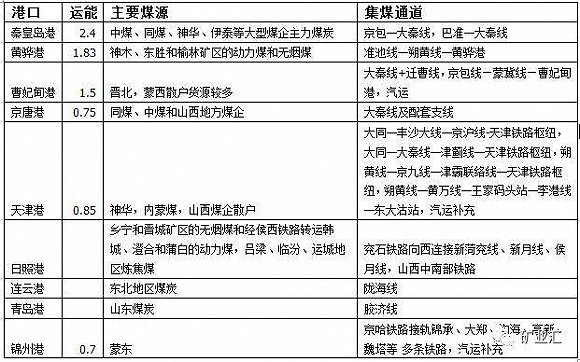 港口 运能 主要煤源 集煤通道
秦皇岛港 2.4 中煤、同煤、神华、伊泰等大型煤企主力煤炭 京包—大秦线，巴准—大秦线
黄骅港 1.83 神木、东胜和榆林矿区的动力煤和无烟煤 准池线—朔黄线—黄骅港
曹妃甸港 1.5 晋北，蒙西散户货源较多 大秦线+迁曹线，京包线—蒙冀线—曹妃甸
港，汽运
京唐港 0.75 同煤、中煤和山西地方煤企 大秦线及配套支线
天津港 0.85 神华，内蒙煤，山西煤企散户 大同—丰沙大线—京沪线-天津铁路枢纽，
大同—大秦线—津蓟线—天津铁路枢纽，朔
黄线—京九线—津霸联络线—天津铁路枢
纽，朔黄线—黄万线—王家码头站—李港线
—东大沽站，汽运补充
日照港 乡宁和晋城矿区的无烟煤和经侯西铁路转运韩
城、澄合和蒲白的动力煤，吕梁、临汾、运城地
区炼焦煤 兖石铁路向西连接新菏兖线、新月线、侯
月线，山西中南部铁路
连云港 东北地区煤炭 陇海线
青岛港 山东煤炭 胶济线
锦州港 0.7 蒙东 京哈铁路接轨锦承、大郑、沟海、高新、
魏塔等 多条铁路，汽运补充
矿业汇